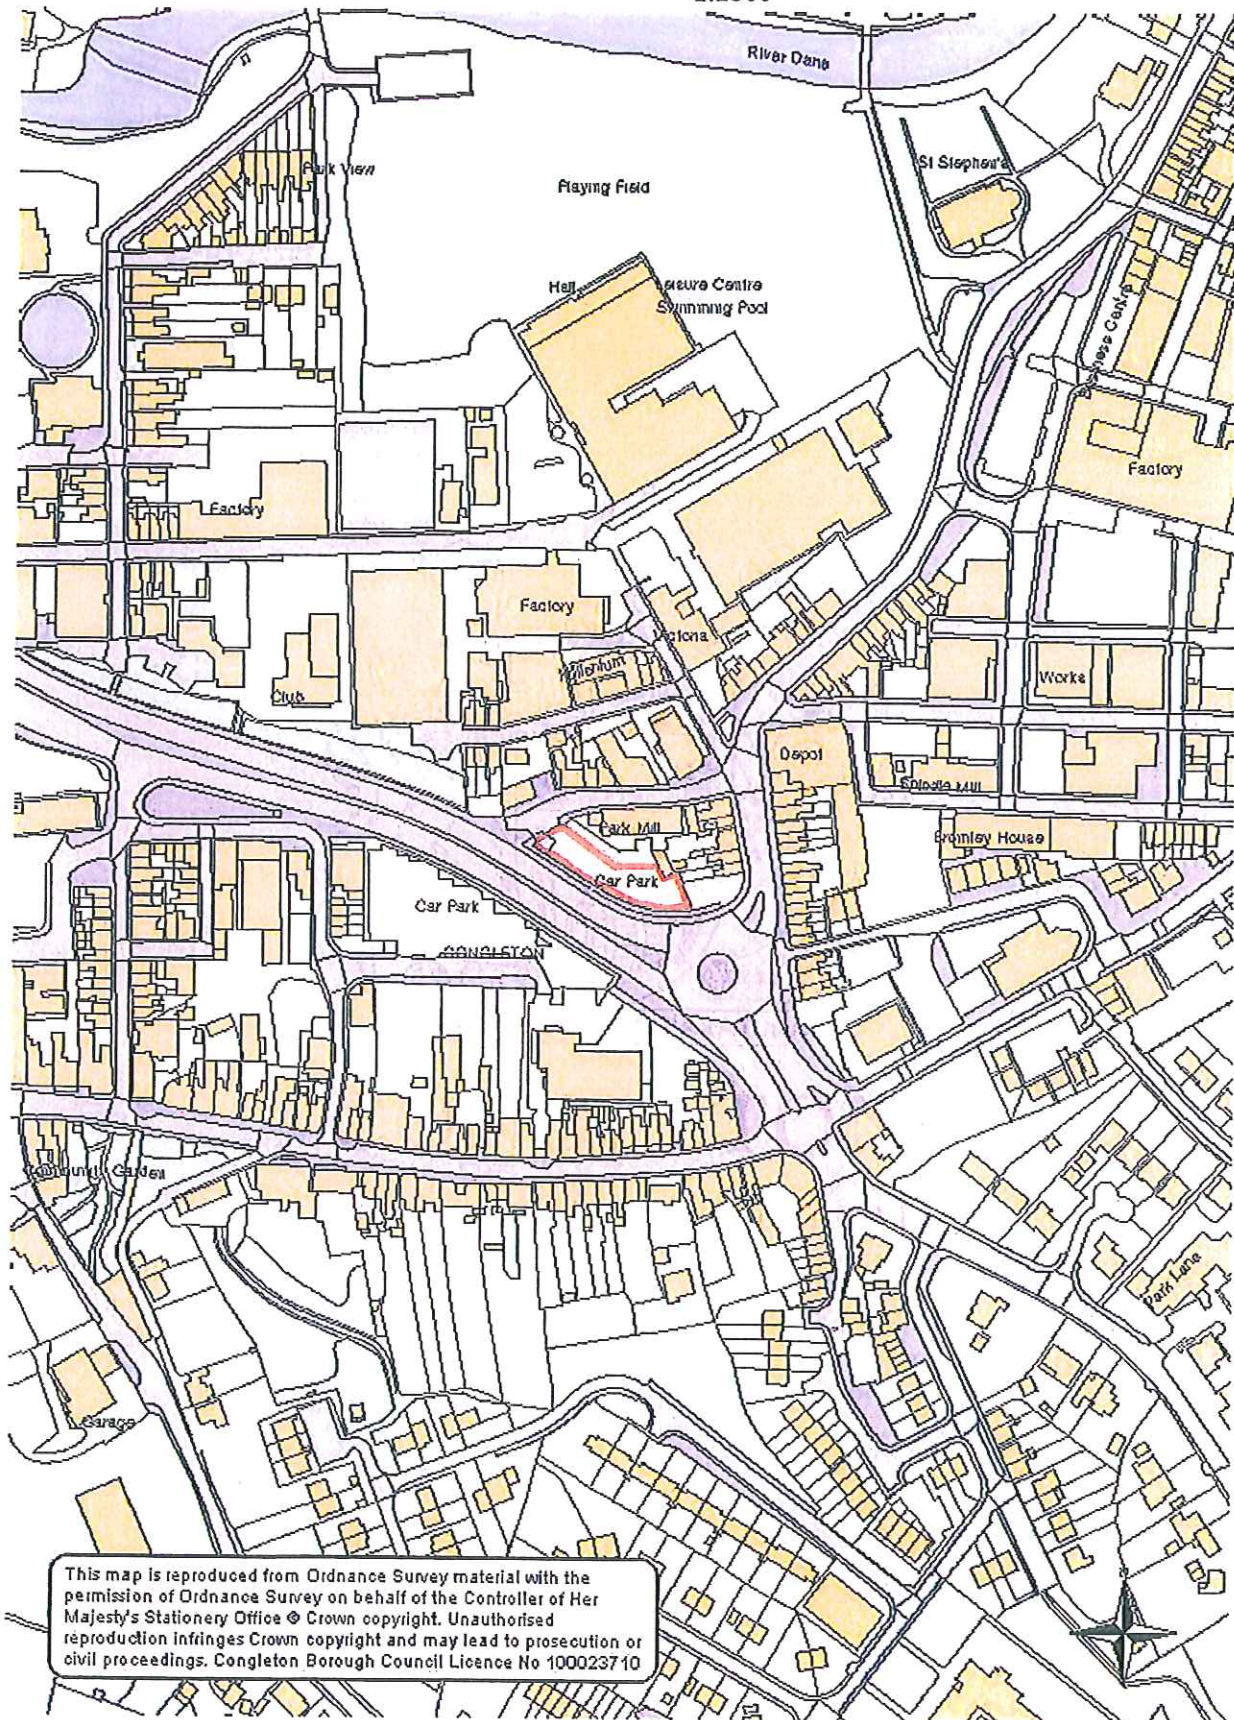 River Dane
St Stephen's
Park View
Playing Field
Hall
Leisure Centre
Swimming Pool
Factory
Factory
Factory
Victoria
Millenium
Works
Club
Depot
Spindle Mill
Park Mill
Bromley House
Car Park
Car Park
CONGLETON
Community Garden
Park Lane
Garage
This map is reproduced from Ordnance Survey material with the
permission of Ordnance Survey on behalf of the Controller of Her
Majesty's Stationery Office © Crown copyright. Unauthorised
reproduction infringes Crown copyright and may lead to prosecution or
civil proceedings. Congleton Borough Council Licence No 100023710